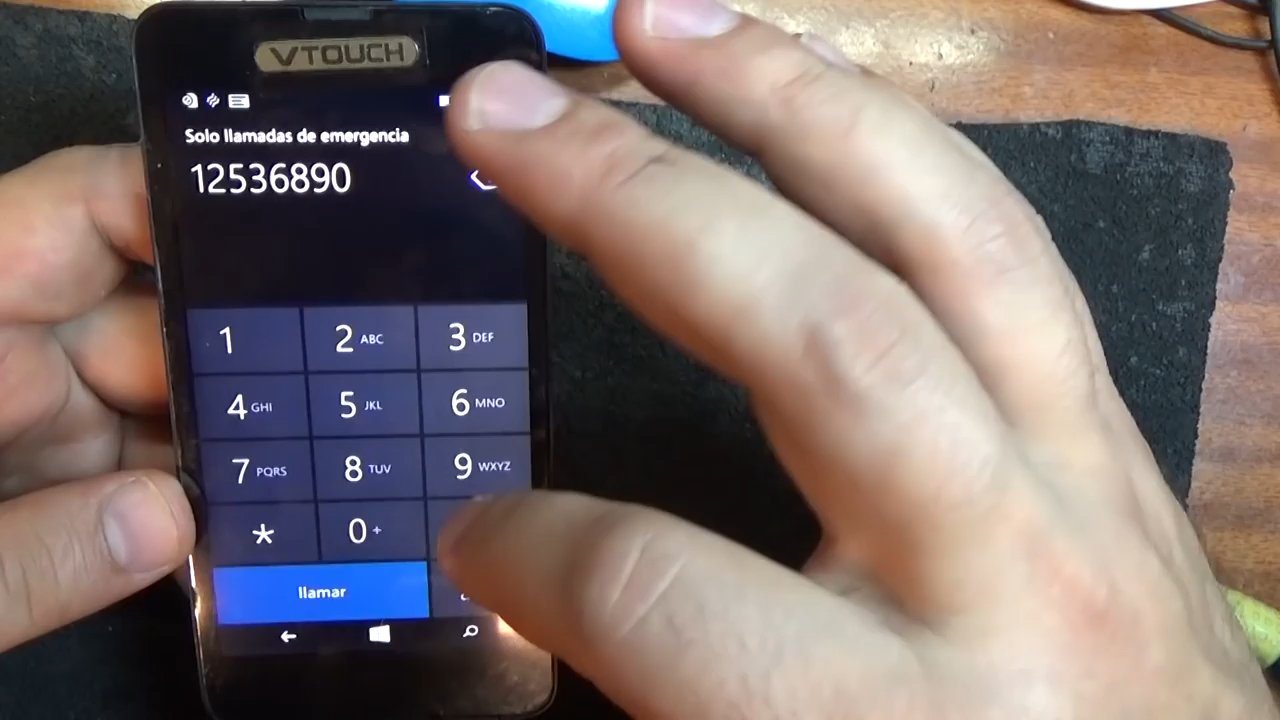 VTOUCH
Solo llamadas de emergencia
12536890
1
2 ABC
3 DEF
4 GHI
5 JKL
6 MNO
7 PQRS
8 TUV
9 WXYZ
*
0 +
llamar